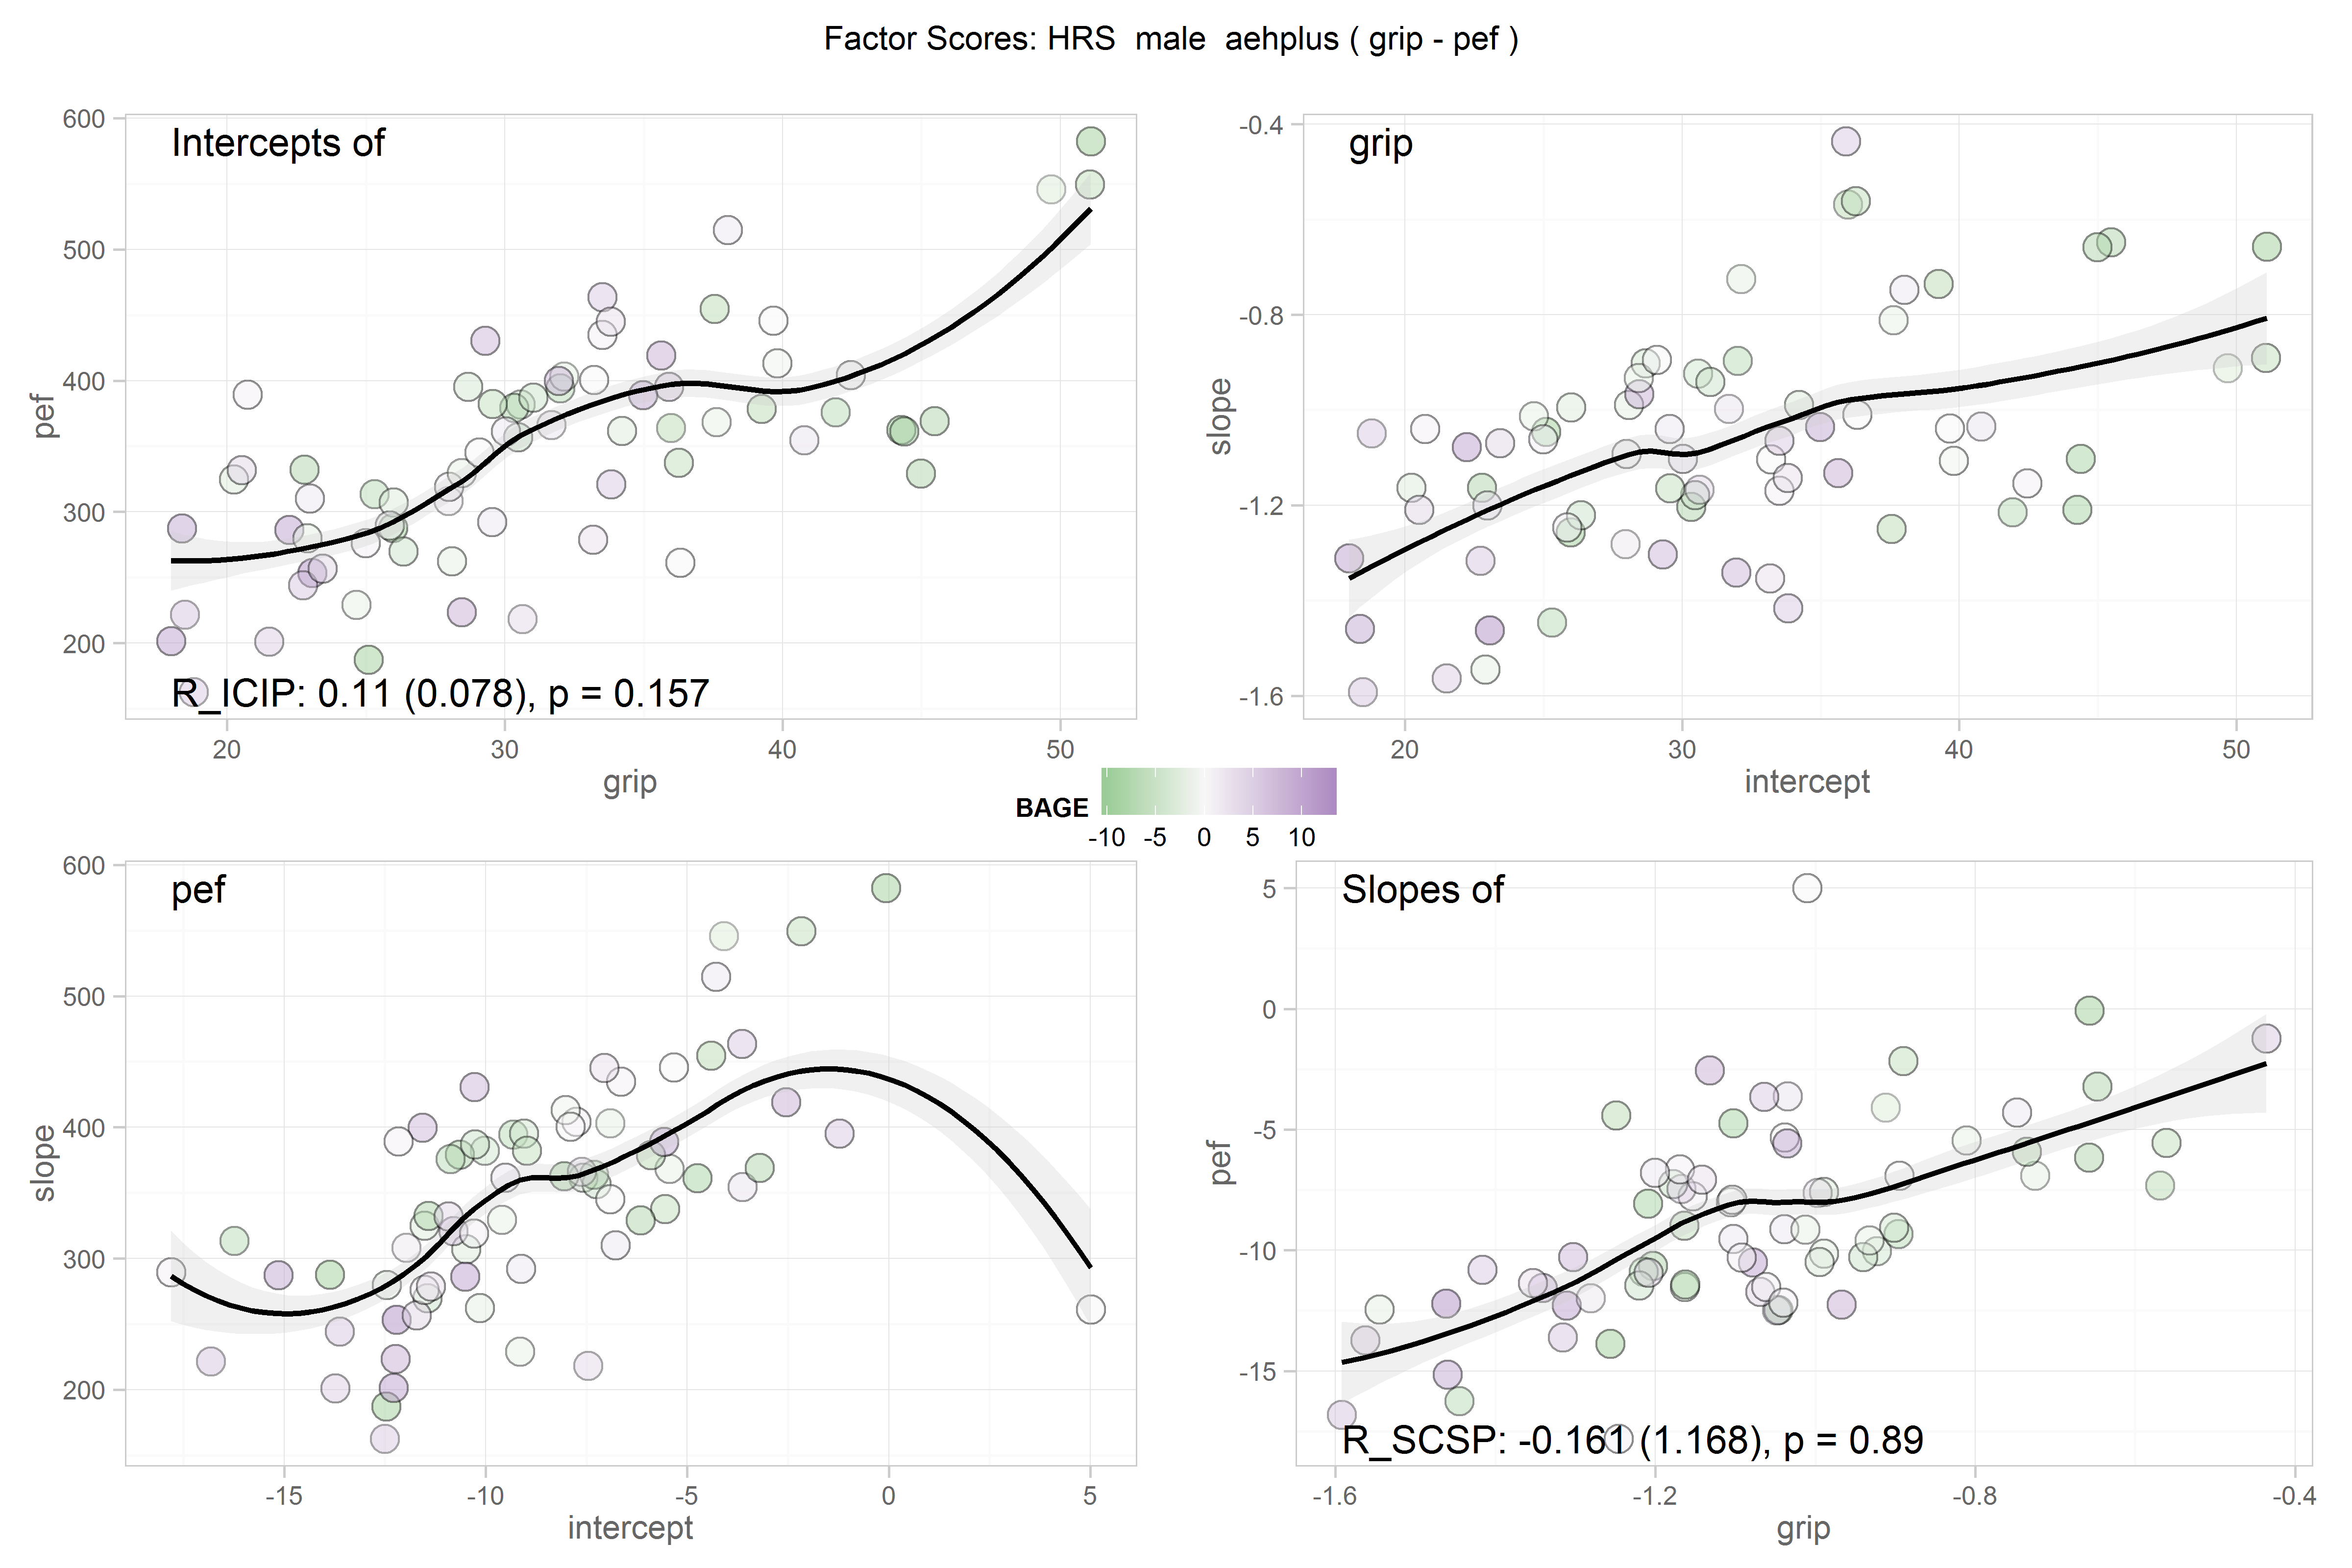 Factor Scores: HRS male aehplus ( grip - pef )
Intercepts of
600
500
400
300
200
pef
R_ICIP: 0.11 (0.078), p = 0.157
20 30 40 50
grip
grip
-0.4
-0.8
-1.2
-1.6
slope
20 30 40 50
intercept
BAGE
-10 -5 0 5 10
pef
600
500
400
300
200
slope
-15 -10 -5 0 5
intercept
Slopes of
5
0
-5
-10
-15
pef
R_SCSP: -0.161 (1.168), p = 0.89
-1.6 -1.2 -0.8 -0.4
grip